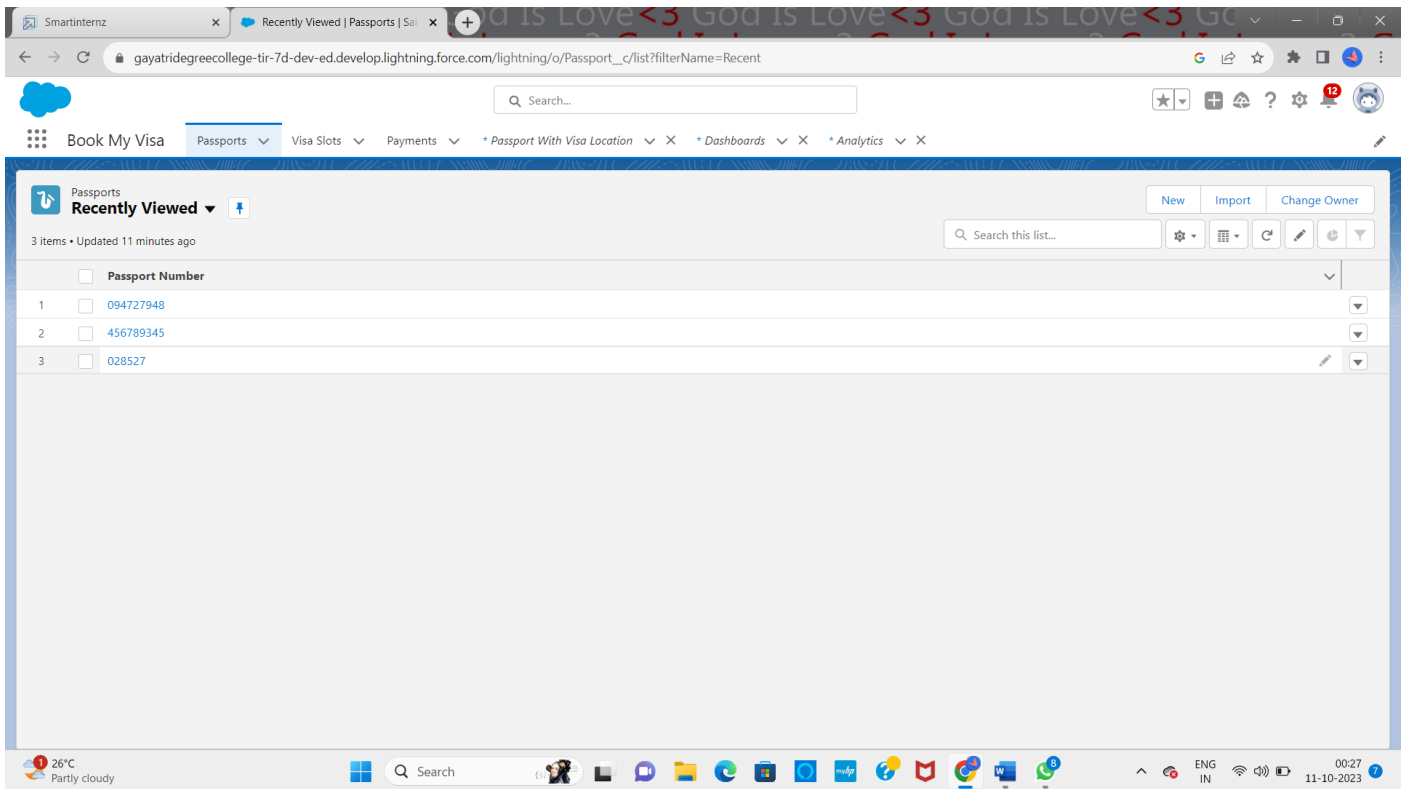 God Is Love<3 God Is Love<3 God Is Love<3 Go
Smartinternz
Recently Viewed | Passports | Sal
gayatridegreecollege-tir-7d-dev-ed.develop.lightning.force.com/lightning/o/Passport__c/list?filterName=Recent
G
Search...
12
Book My Visa Passports Visa Slots Payments * Passport With Visa Location * Dashboards * Analytics
Passports
Recently Viewed
New Import Change Owner
3 items • Updated 11 minutes ago
Search this list...
Passport Number
1 094727948
2 456789345
3 028527
1
26°C
Partly cloudy
Search
myhp
W
8
ENG
IN
00:27
11-10-2023
7